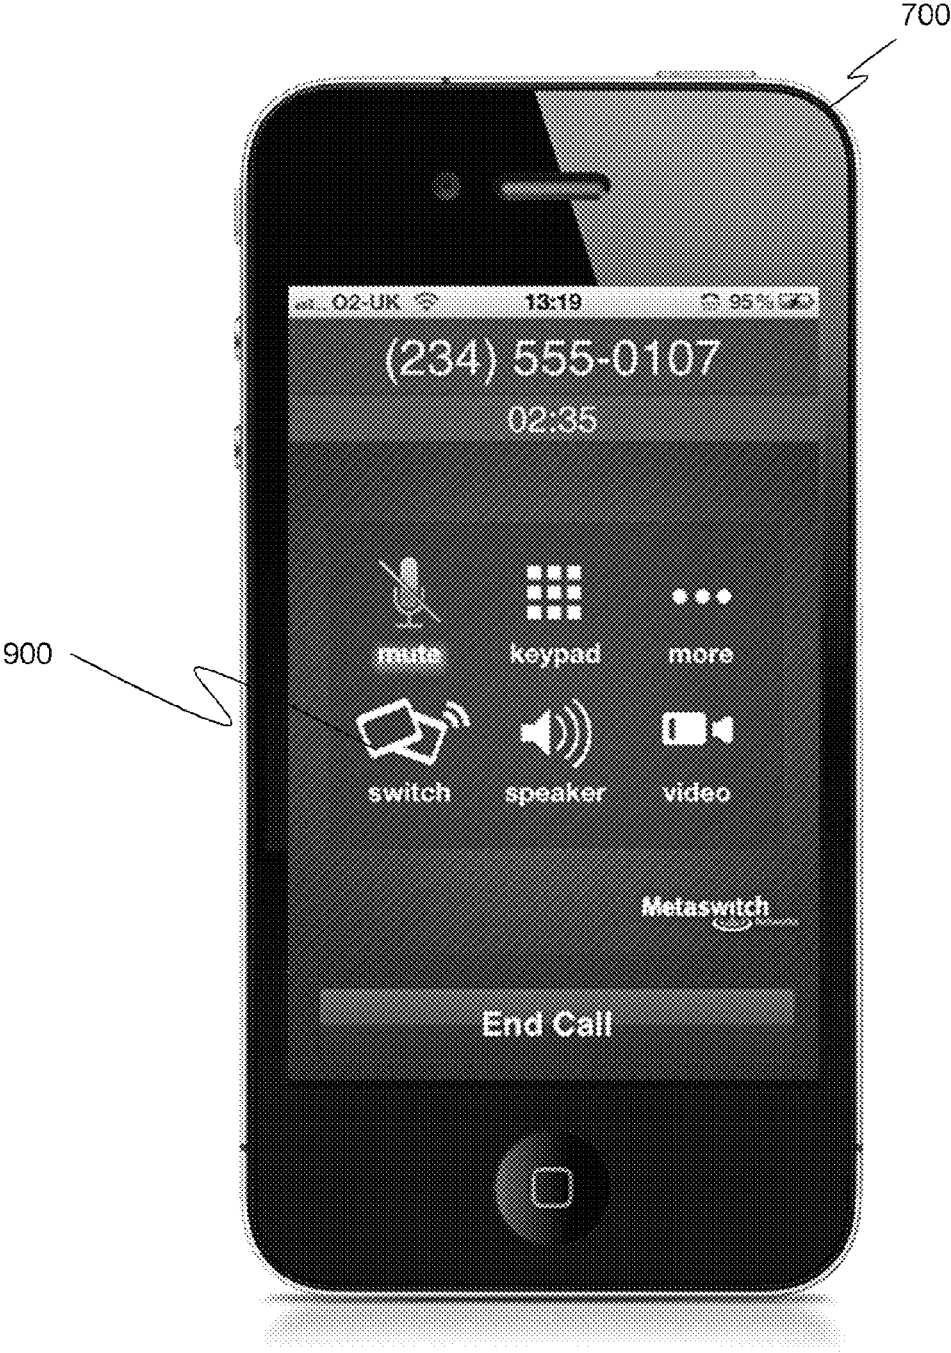 700
O2-UK 13:19 95%
(234) 555-0107
02:35
mute keypad more
900
switch speaker video
Metaswitch
End Call